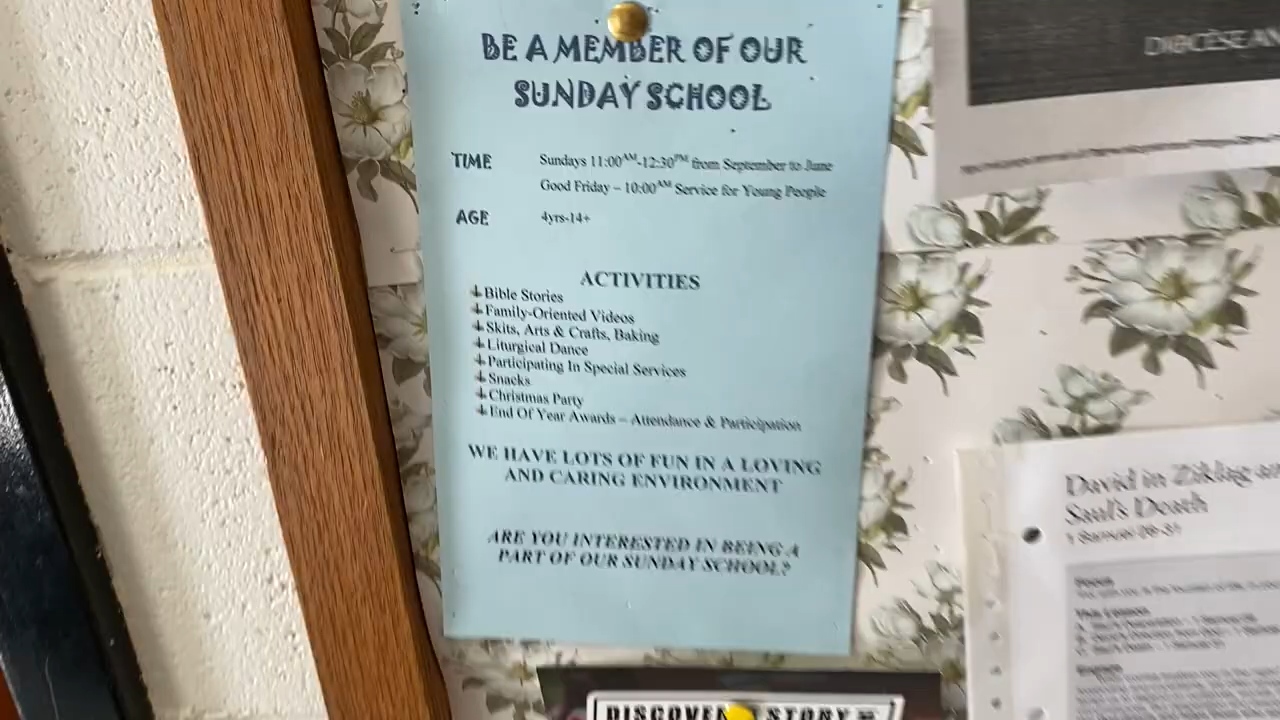 BE A MEMBER OF OUR
SUNDAY SCHOOL
TIME Sundays 11:00AM-12:30PM from September to June
Good Friday – 10:00AM Service for Young People
AGE 4yrs-14+
ACTIVITIES
Bible Stories
Family-Oriented Videos
Skits, Arts & Crafts, Baking
Liturgical Dance
Participating In Special Services
Snacks
Christmas Party
End Of Year Awards – Attendance & Participation
WE HAVE LOTS OF FUN IN A LOVING
AND CARING ENVIRONMENT
ARE YOU INTERESTED IN BEING A
PART OF OUR SUNDAY SCHOOL?
David in Ziklag
Saul's Death
DISCOVER STORY